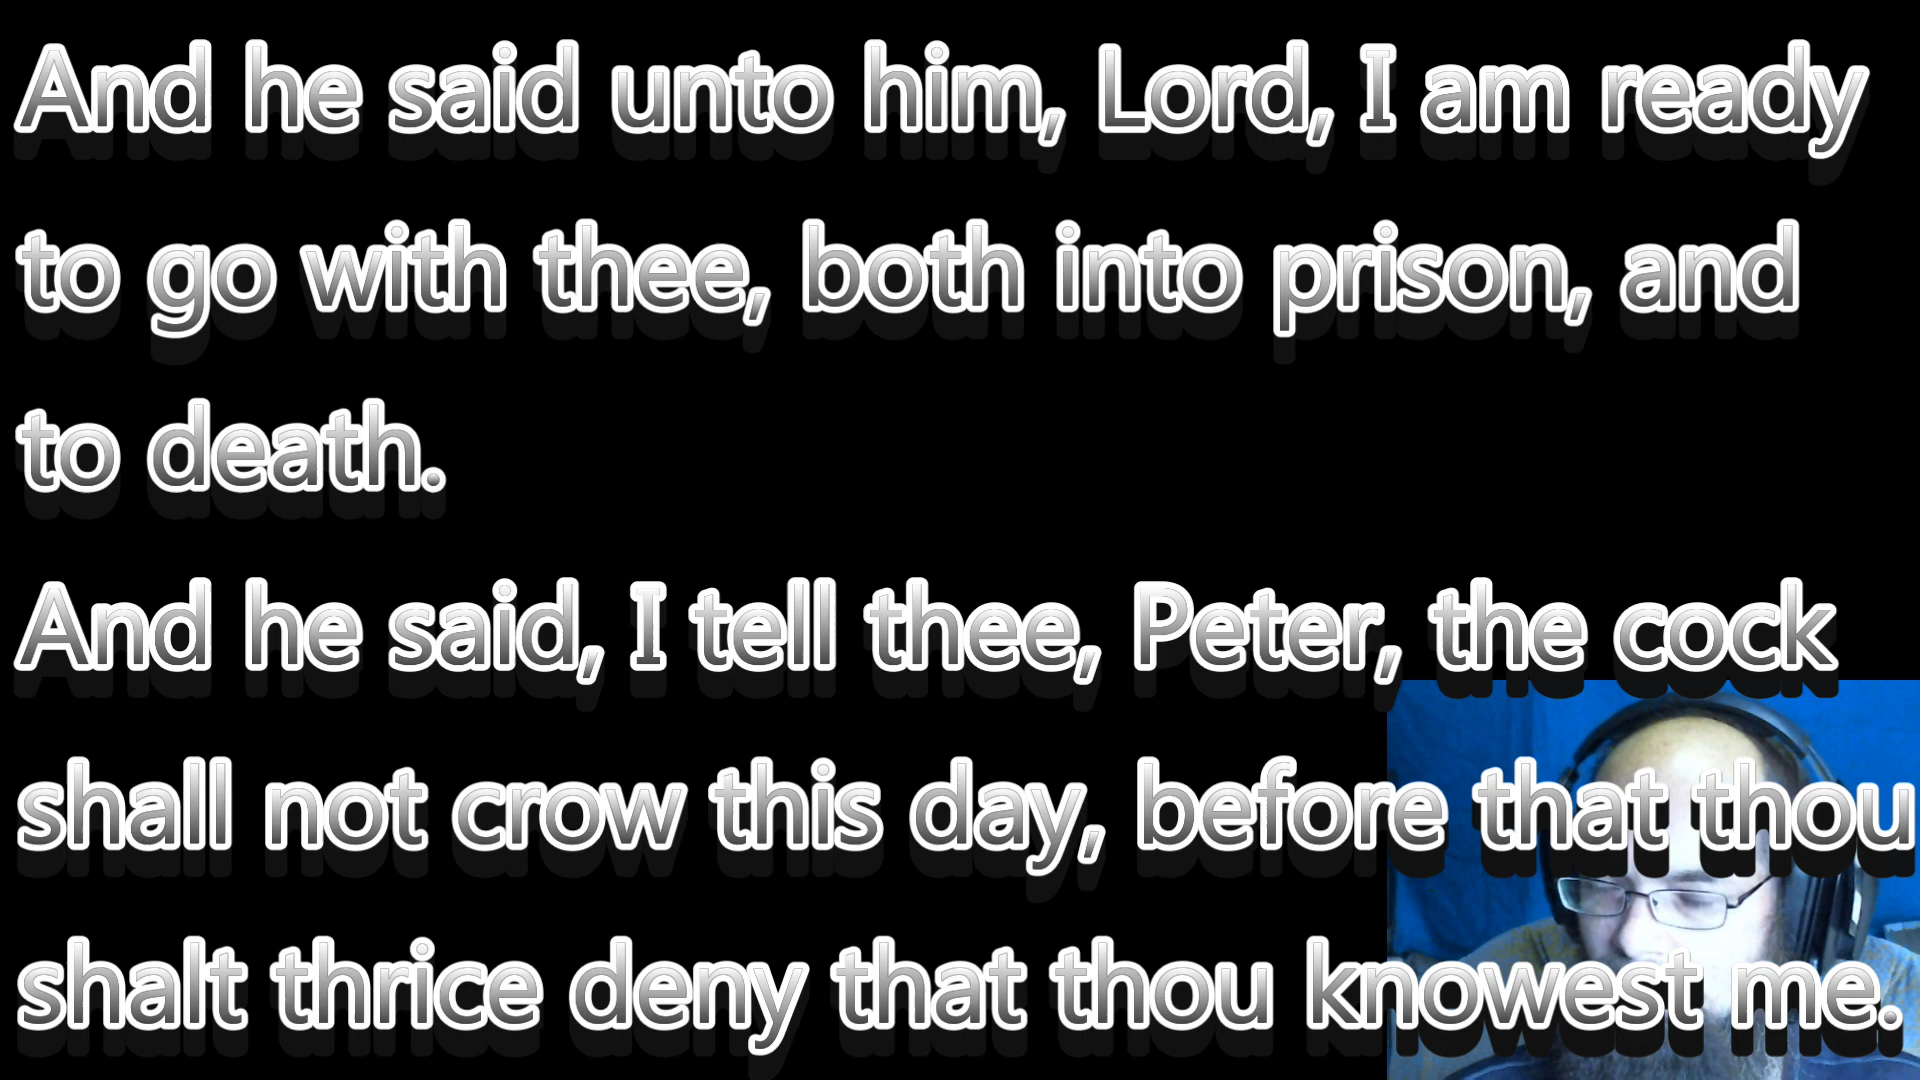 And he said unto him, Lord, I am ready
to go with thee, both into prison, and
to death.
And he said, I tell thee, Peter, the cock
shall not crow this day, before that thou
shalt thrice deny that thou knowest me.